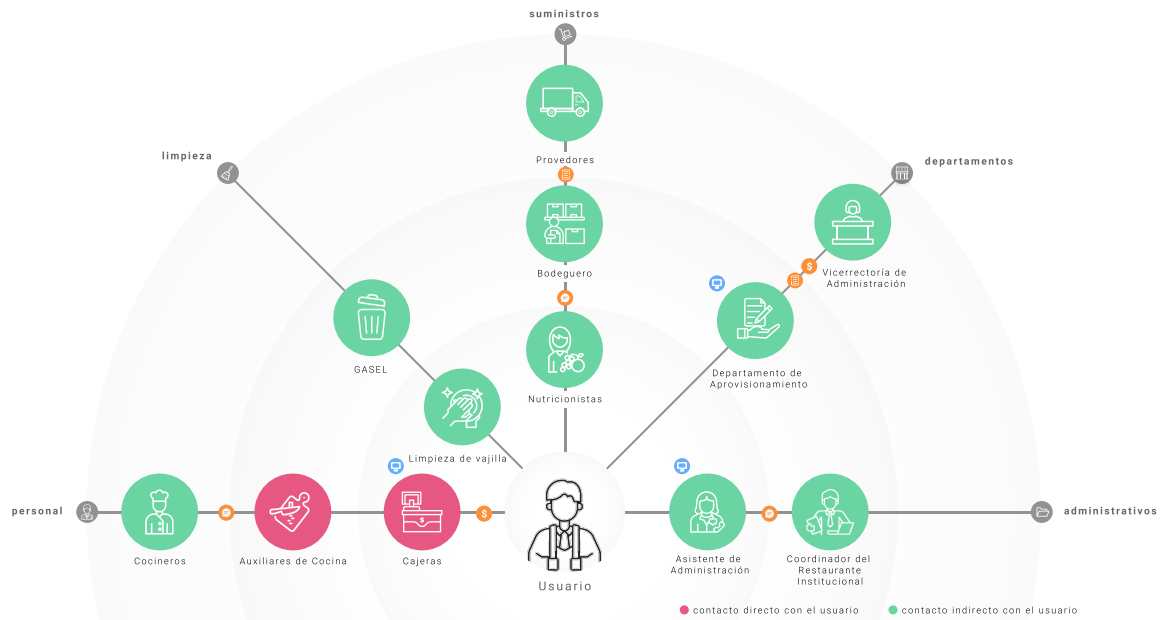 suministros
Provedores
limpieza
departamentos
Bodeguero
Vicerrectoría de
Administración
GASEL
Nutricionistas
Departamento de
Aprovisionamiento
Limpieza de vajilla
personal
administrativos
Cocineros
Auxiliares de Cocina
Cajeras
Usuario
Asistente de
Administración
Coordinador del
Restaurante
Institucional
contacto directo con el usuario
contacto indirecto con el usuario